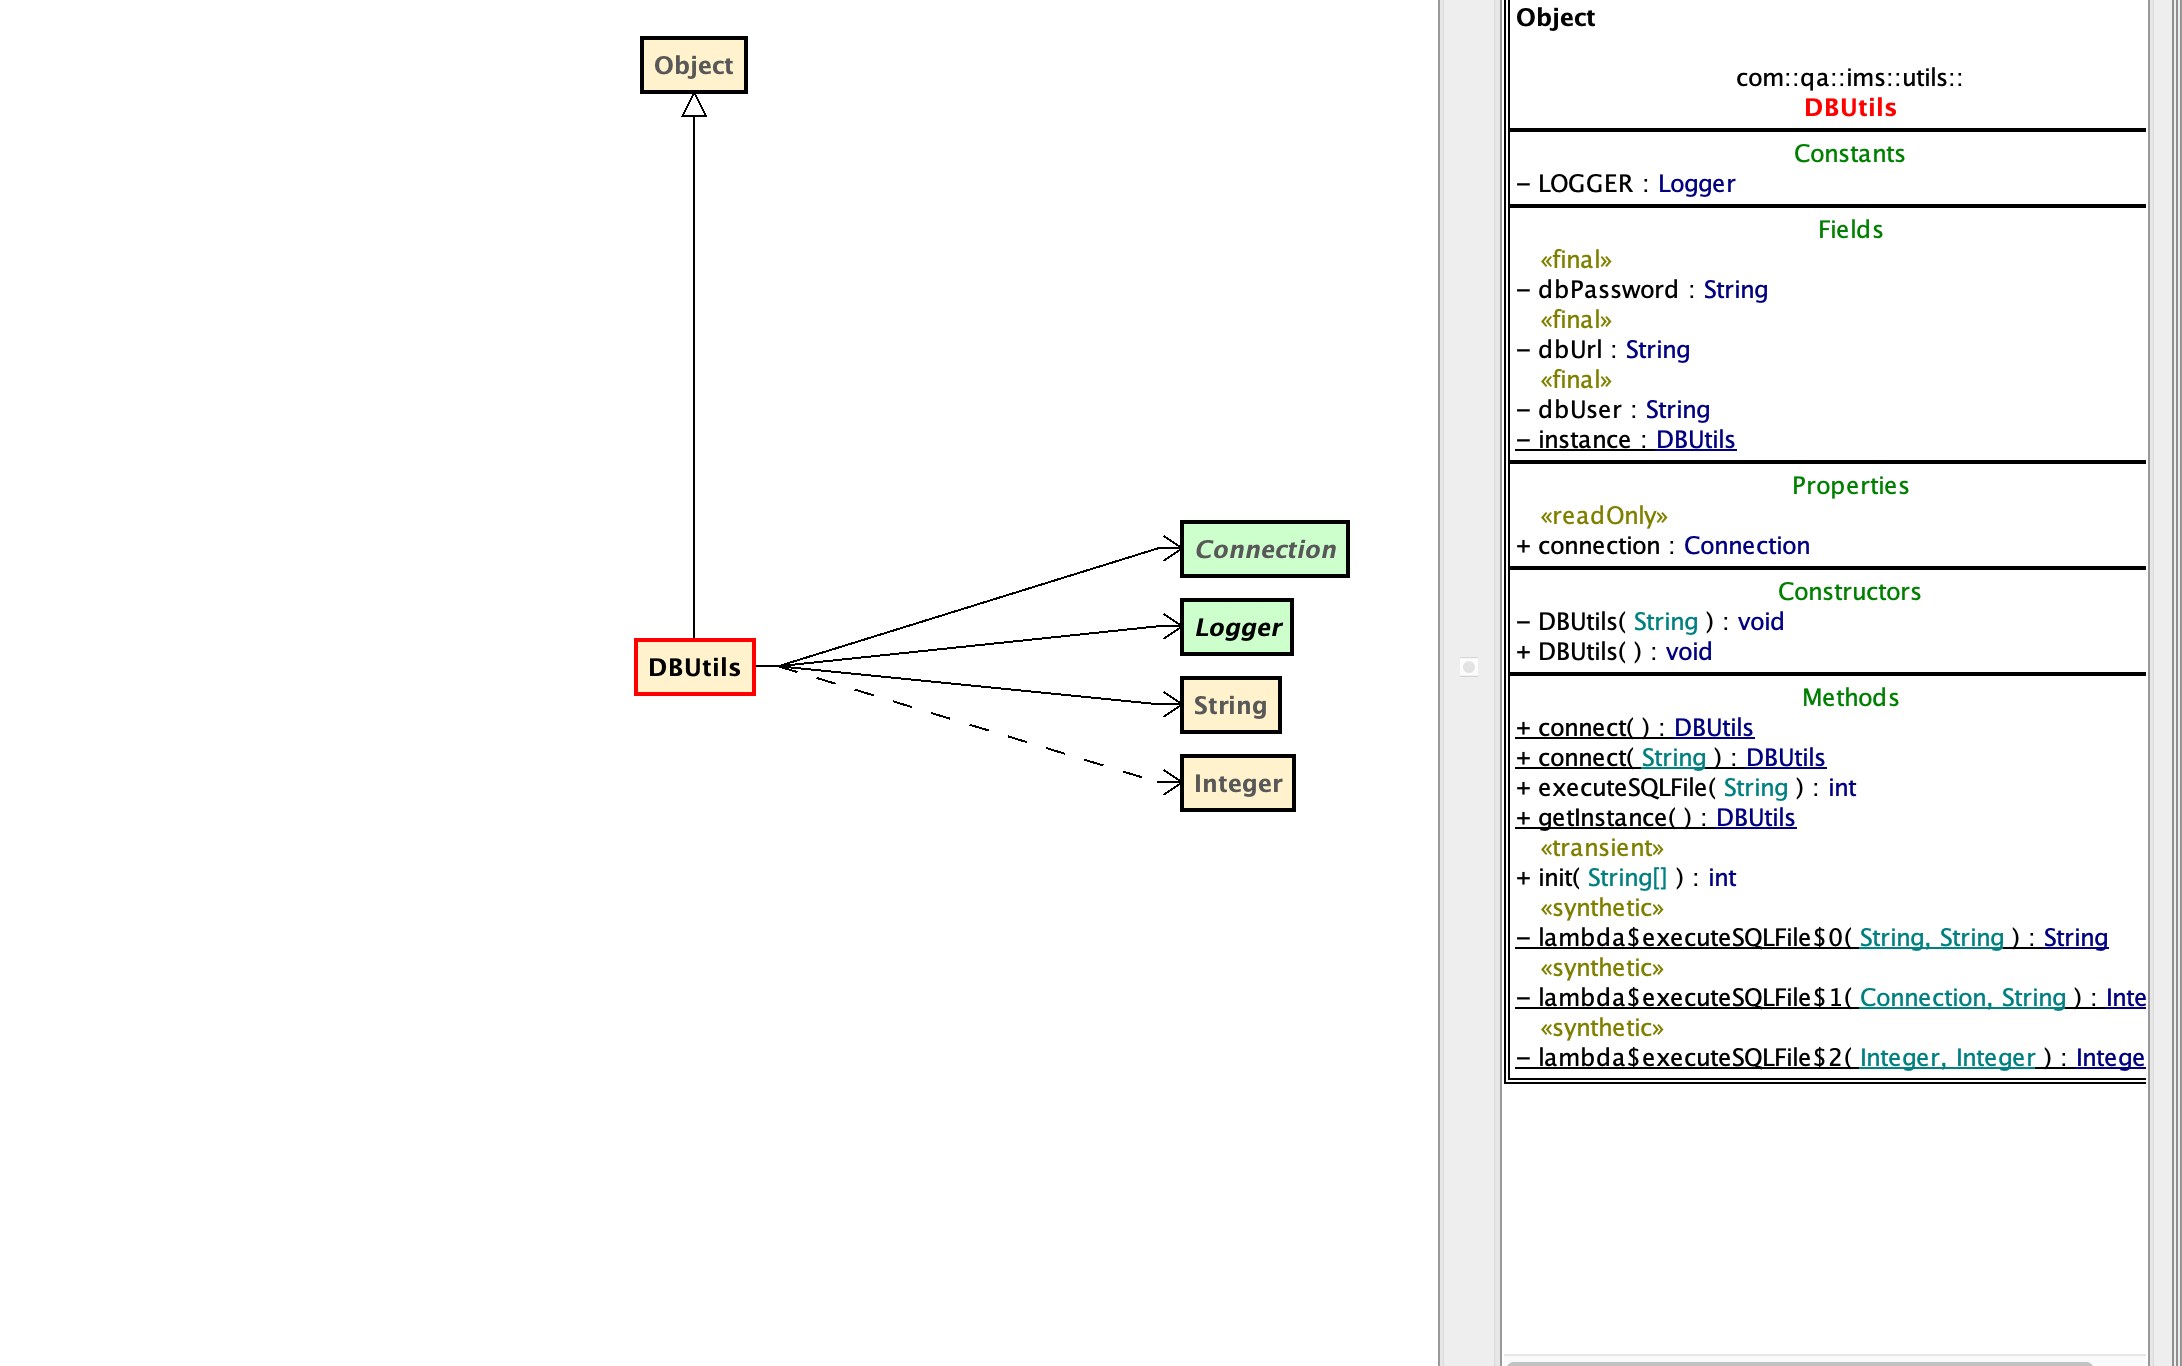 Object
DBUtils
Connection
Logger
String
Integer
Object
com::qa::ims::utils::
DBUtils
Constants
– LOGGER : Logger
Fields
«final»
– dbPassword : String
«final»
– dbUrl : String
«final»
– dbUser : String
– instance : DBUtils
Properties
«readOnly»
+ connection : Connection
Constructors
– DBUtils( String ) : void
+ DBUtils( ) : void
Methods
+ connect( ) : DBUtils
+ connect( String ) : DBUtils
+ executeSQLFile( String ) : int
+ getInstance( ) : DBUtils
«transient»
+ init( String[] ) : int
«synthetic»
– lambda$executeSQLFile$0( String, String ) : String
«synthetic»
– lambda$executeSQLFile$1( Connection, String ) : Inte
«synthetic»
– lambda$executeSQLFile$2( Integer, Integer ) : Intege